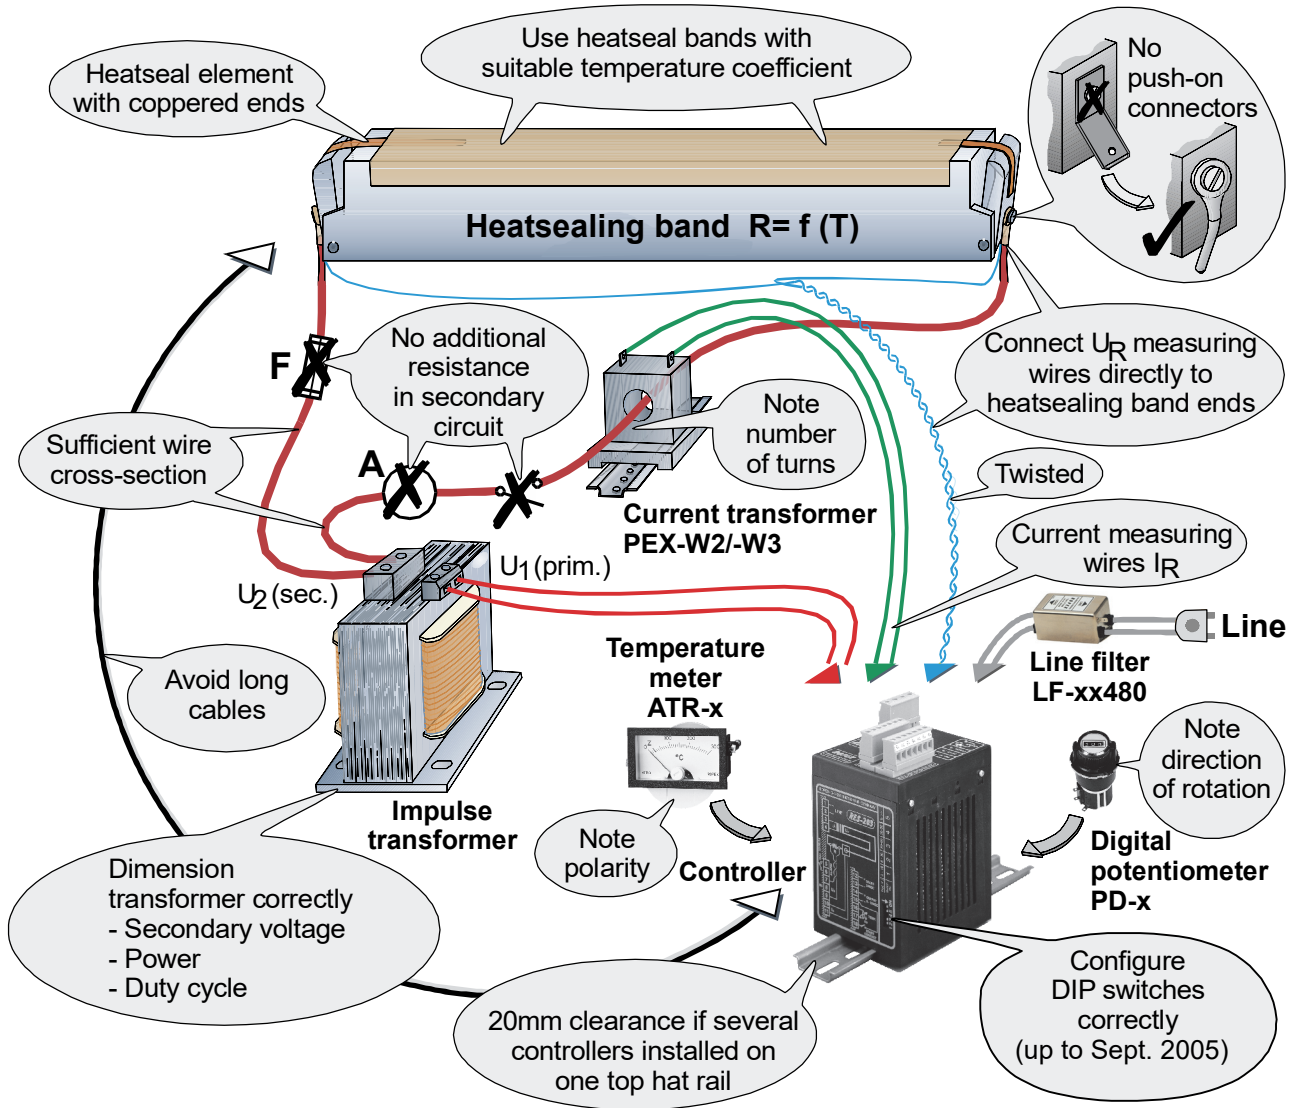 Use heatseal bands with
suitable temperature coefficient
Heatseal element
with coppered ends
No
push-on
connectors
Heatsealing band R= f (T)
F
No additional
resistance
in secondary
circuit
Connect UR measuring
wires directly to
heatsealing band ends
Note
number
of turns
Sufficient wire
cross-section
A
Twisted
Current transformer
PEX-W2/-W3
Current measuring
wires IR
U1 (prim.)
U2 (sec.)
Line
Line filter
LF-xx480
Temperature
meter
ATR-x
Avoid long
cables
Note
direction
of rotation
°C
RES-209
Impulse
transformer
Note
polarity
Controller
Digital
potentiometer
PD-x
Dimension
transformer correctly
- Secondary voltage
- Power
- Duty cycle
Configure
DIP switches
correctly
(up to Sept. 2005)
20mm clearance if several
controllers installed on
one top hat rail